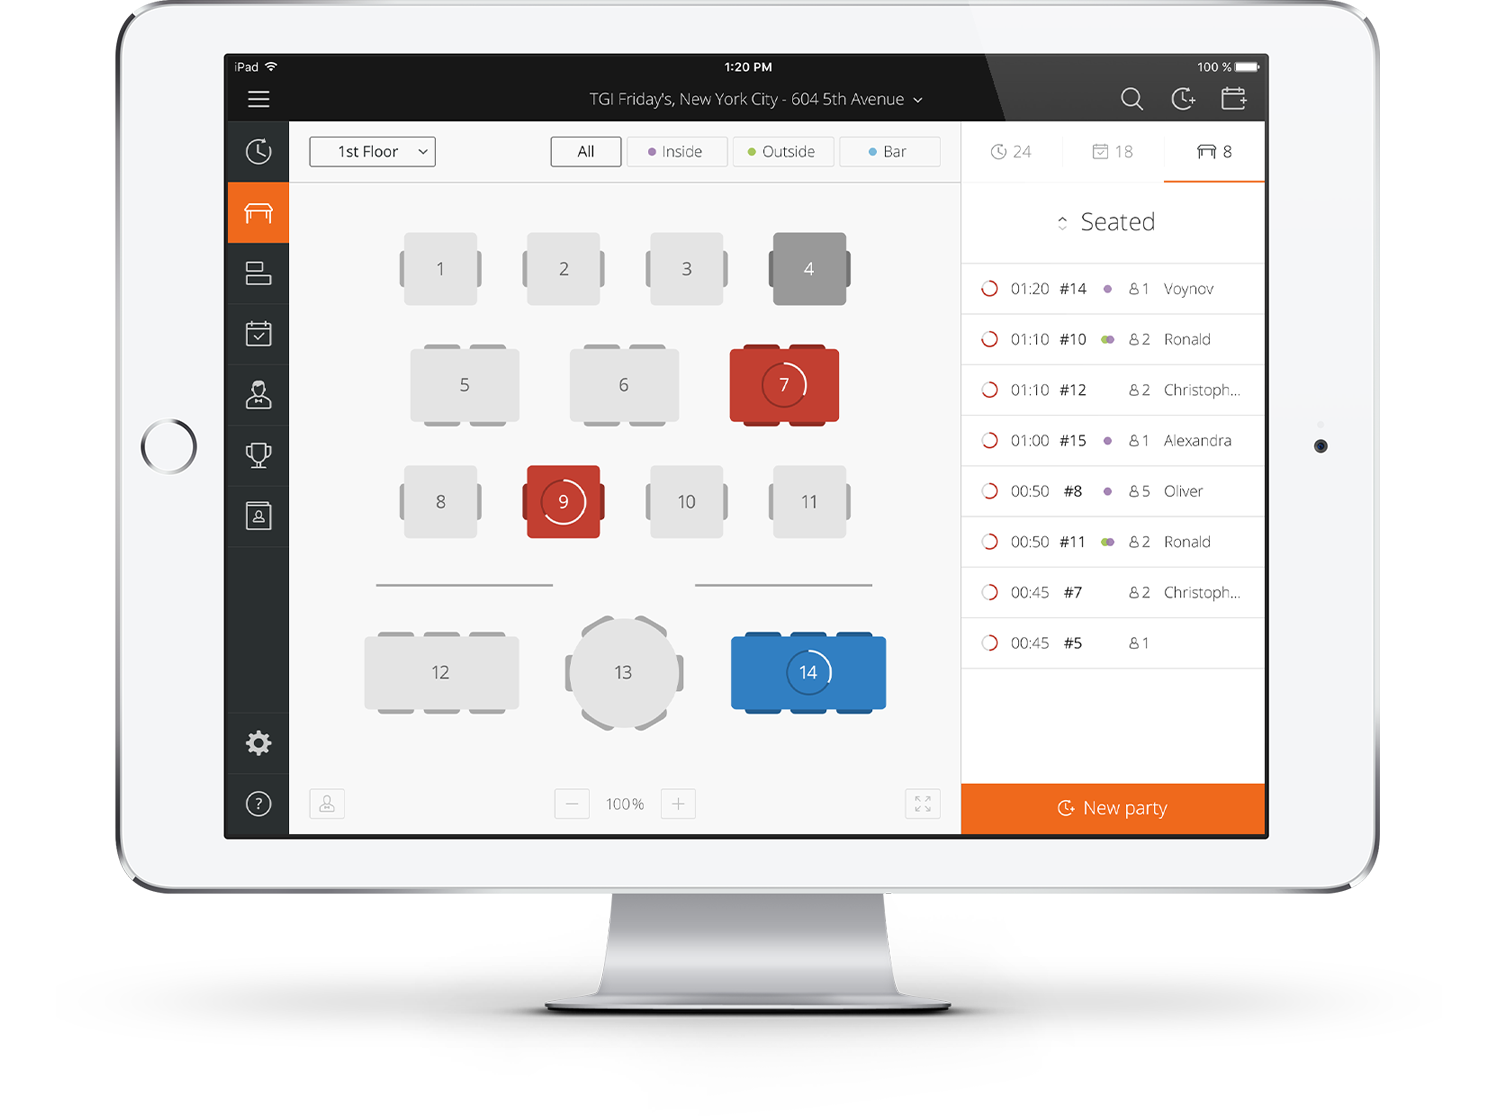 iPad 1:20 PM 100 %
TGI Friday's, New York City - 604 5th Avenue
1st Floor All Inside Outside Bar
24 18 8
Seated
1 2 3 4
5 6 7
8 9 10 11
12 13 14
100%
01:20 #14 1 Voynov
01:10 #10 2 Ronald
01:10 #12 2 Christoph...
01:00 #15 1 Alexandra
00:50 #8 5 Oliver
00:50 #11 2 Ronald
00:45 #7 2 Christoph...
00:45 #5 1
New party
?